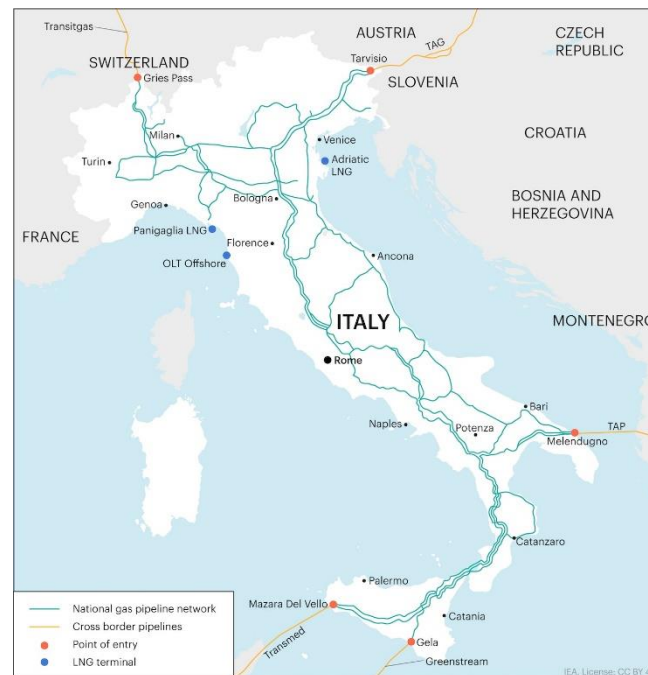 Transitgas
SWITZERLAND
Gries Pass
AUSTRIA
TAG
Tarvisio
SLOVENIA
CZECH
REPUBLIC
CROATIA
BOSNIA AND
HERZEGOVINA
MONTENEGRO
FRANCE
Milan
Turin
Venice
Adriatic
LNG
Genoa
Bologna
Panigaglia LNG
Florence
OLT Offshore
Ancona
ITALY
Rome
Naples
Potenza
Bari
TAP
Melendugno
Catanzaro
Palermo
Mazara Del Vello
Catania
Transmed
Gela
Greenstream
National gas pipeline network
Cross border pipelines
Point of entry
LNG terminal
IEA. License: CC BY